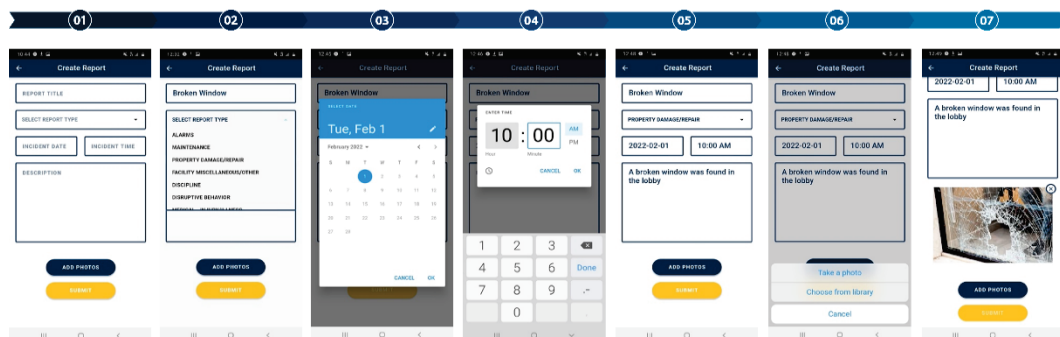 01
02
03
04
05
06
07
Create Report
REPORT TITLE
SELECT REPORT TYPE
INCIDENT DATE
INCIDENT TIME
DESCRIPTION
ADD PHOTOS
SUBMIT
Create Report
Broken Window
SELECT REPORT TYPE
ALARMS
MAINTENANCE
PROPERTY DAMAGE/REPAIR
FACILITY MISCELLANEOUS/OTHER
DISCIPLINE
DISRUPTIVE BEHAVIOR
ADD PHOTOS
SUBMIT
Create Report
Broken Window
SELECT DATE
Tue, Feb 1
February 2022
S M T W T F S
1 2 3 4 5
6 7 8 9 10 11 12
13 14 15 16 17 18 19
20 21 22 23 24 25 26
27 28
CANCEL OK
Create Report
Broken Window
ENTER TIME
10 : 00
AM
PM
Hour
Minute
CANCEL OK
1 2 3
4 5 6 Done
7 8 9
0
Create Report
Broken Window
PROPERTY DAMAGE/REPAIR
2022-02-01
10:00 AM
A broken window was found in
the lobby
ADD PHOTOS
SUBMIT
Create Report
Broken Window
PROPERTY DAMAGE/REPAIR
2022-02-01
10:00 AM
A broken window was found in
the lobby
Take a photo
Choose from library
Cancel
Create Report
2022-02-01
10:00 AM
A broken window was found in
the lobby
ADD PHOTOS
SUBMIT